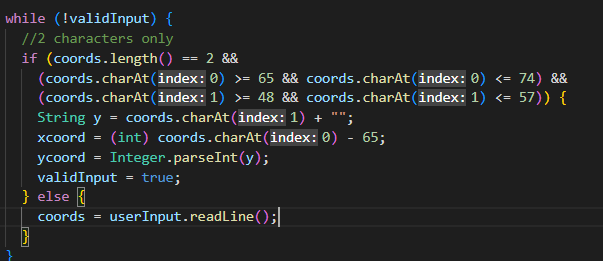 while (!validInput) {
//2 characters only
if (coords.length() == 2 &&
(coords.charAt(index: 0) >= 65 && coords.charAt(index: 0) <= 74) &&
(coords.charAt(index: 1) >= 48 && coords.charAt(index: 1) <= 57)) {
String y = coords.charAt(index: 1) + "";
xcoord = (int) coords.charAt(index: 0) - 65;
ycoord = Integer.parseInt(y);
validInput = true;
} else {
coords = userInput.readLine();
}
}